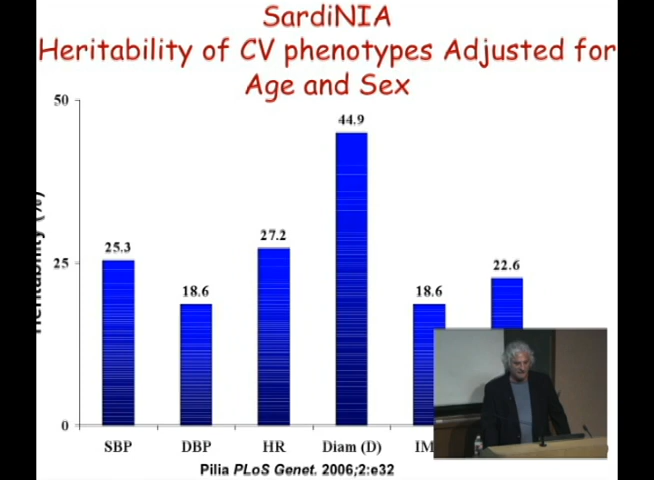 SardiNIA
Heritability of CV phenotypes Adjusted for
Age and Sex
50
44.9
Heritability (%)
25.3
27.2
18.6
18.6
22.6
25
0
SBP
DBP
HR
Diam (D)
IM
Pilia PLoS Genet. 2006;2:e32